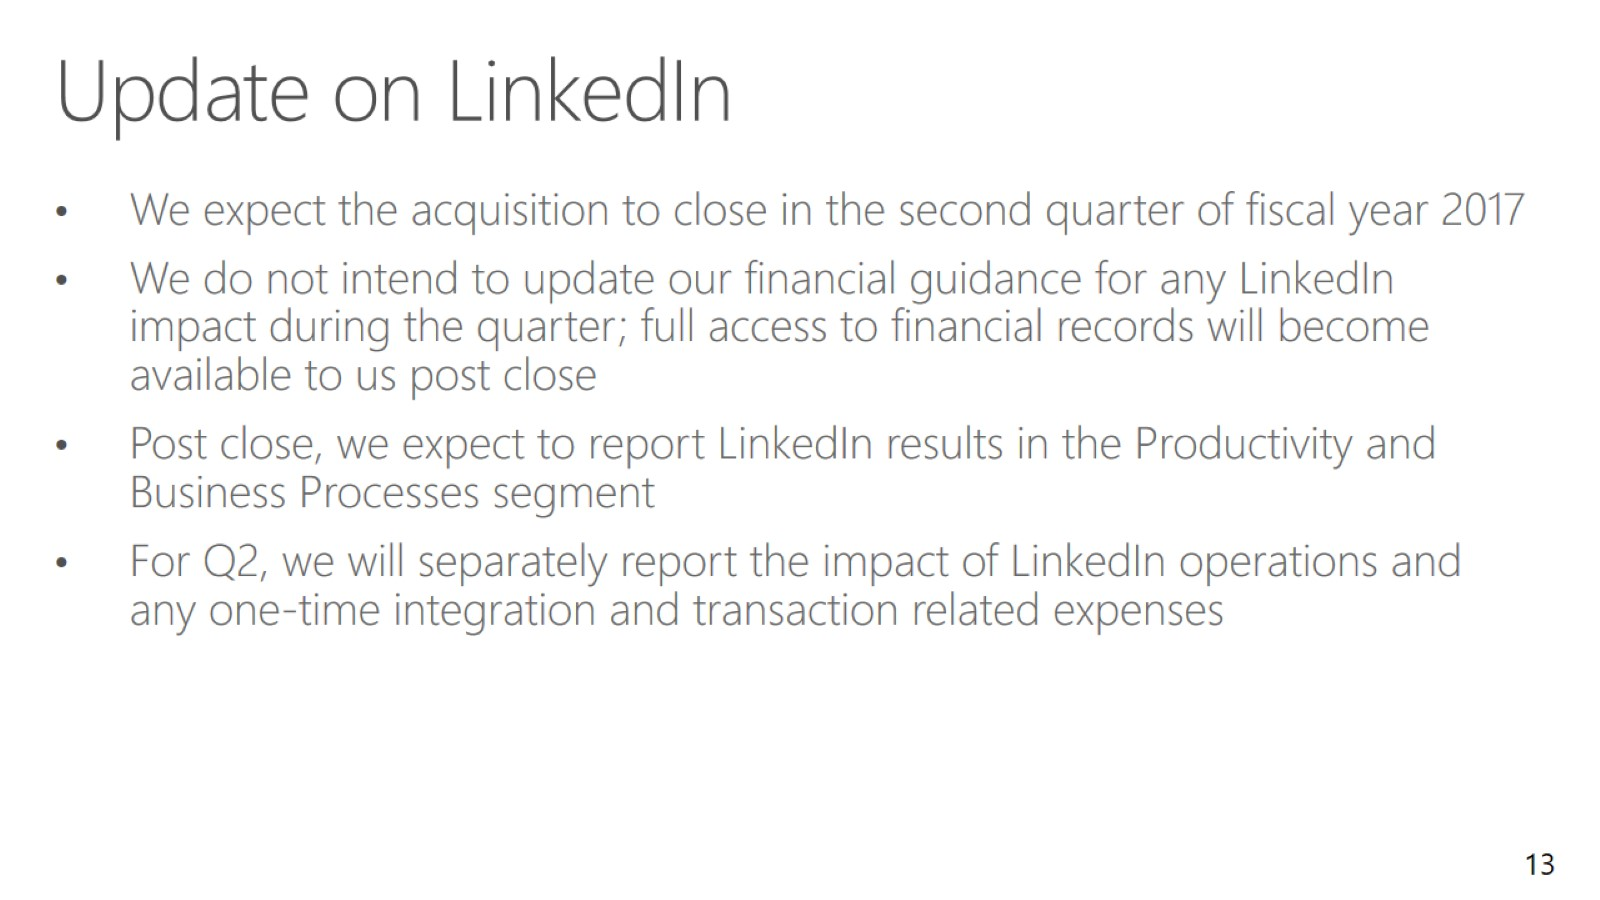 Update on LinkedIn
• We expect the acquisition to close in the second quarter of fiscal year 2017
• We do not intend to update our financial guidance for any LinkedIn
impact during the quarter; full access to financial records will become
available to us post close
• Post close, we expect to report LinkedIn results in the Productivity and
Business Processes segment
• For Q2, we will separately report the impact of LinkedIn operations and
any one-time integration and transaction related expenses
13